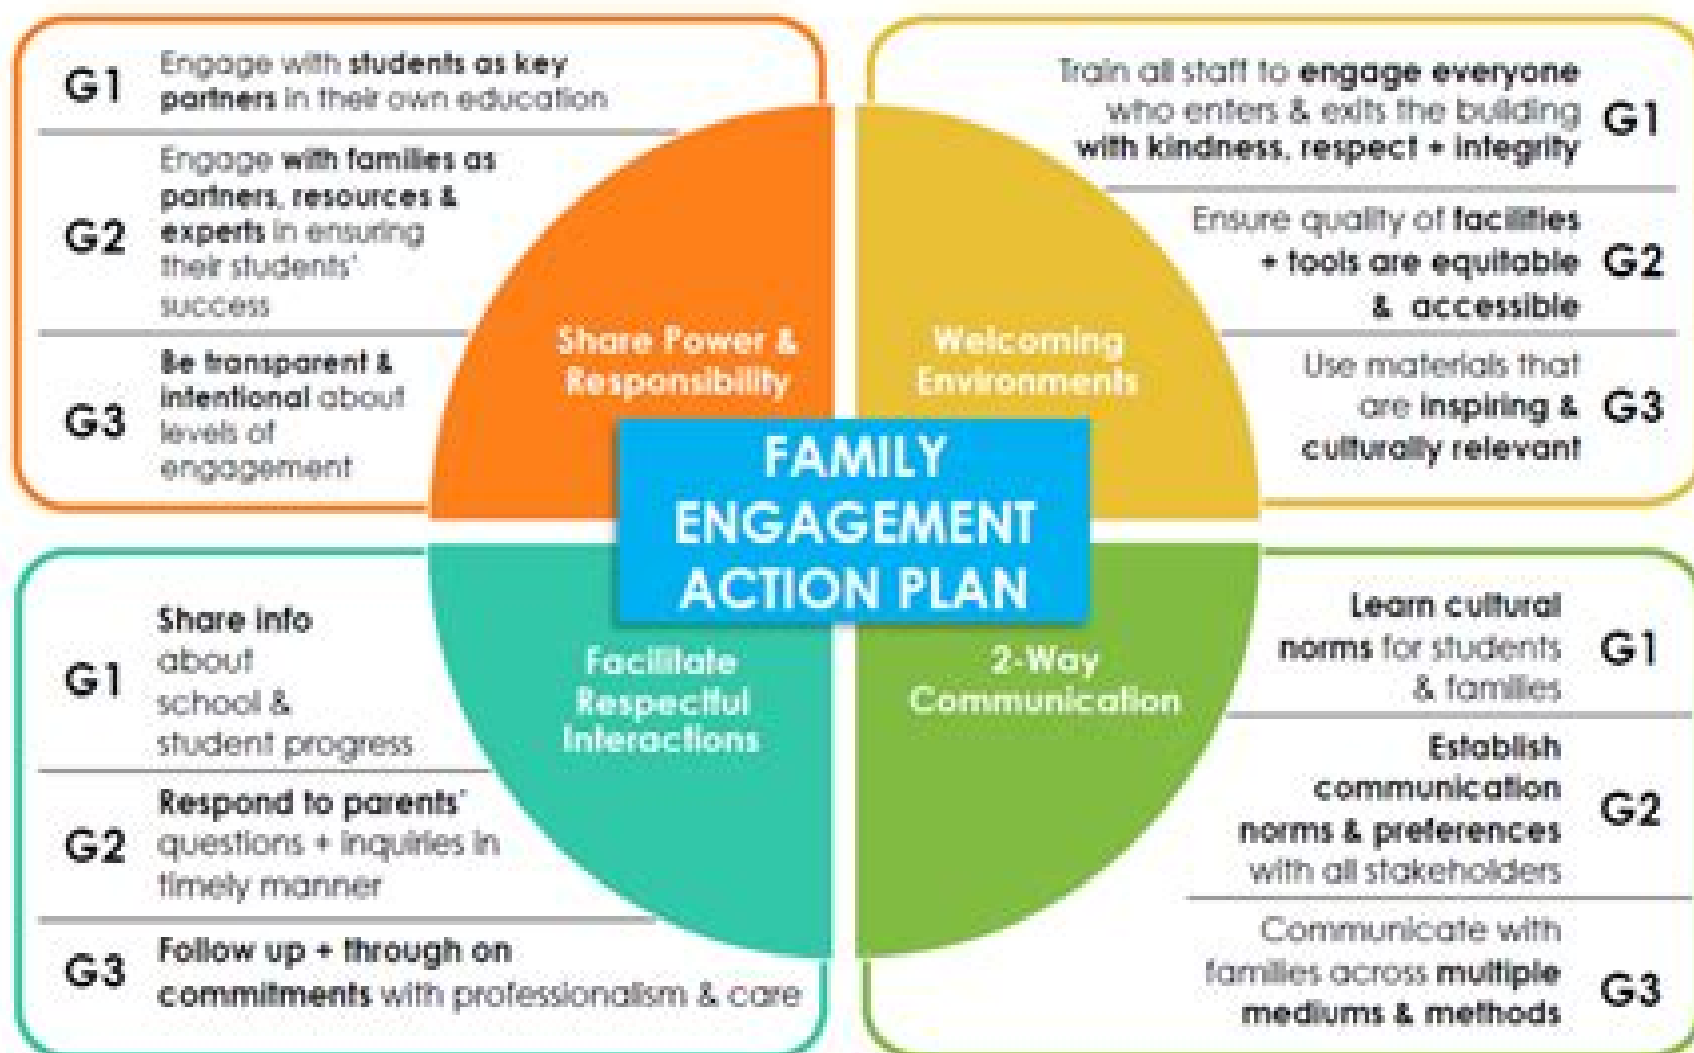 G1
Engage with students as key
partners in their own education
G2
Engage with families as
partners, resources &
experts in ensuring
their students'
success
G3
Be transparent &
intentional about
levels of
engagement
Share Power &
Responsibility
Train all staff to engage everyone
who enters & exits the building
with kindness, respect + integrity
G1
Ensure quality of facilities
+ tools are equitable
& accessible
G2
Use materials that
are inspiring &
culturally relevant
G3
Welcoming
Environments
FAMILY
ENGAGEMENT
ACTION PLAN
G1
Share info
about
school &
student progress
G2
Respond to parents'
questions + inquiries in
timely manner
G3
Follow up + through on
commitments with professionalism & care
Facilitate
Respectful
Interactions
2-Way
Communication
Learn cultural
norms for students
& families
G1
Establish
communication
norms & preferences
with all stakeholders
G2
Communicate with
families across multiple
mediums & methods
G3